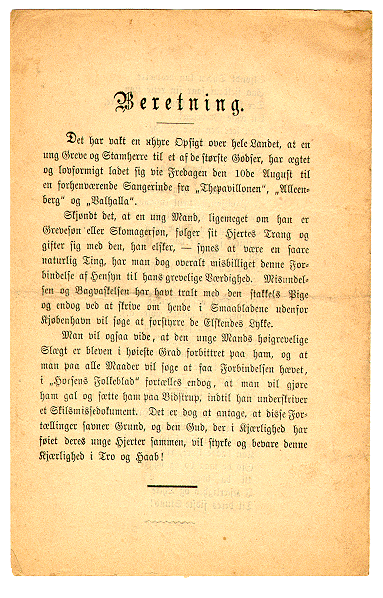 Beretning.
Det har vakt en uhyre Opsigt over hele Landet, at en
ung Greve og Stamherre til et af de største Godser, har ægtet
og lovformigt ladet sig vie Fredagen den 10de August til
en forhenværende Sangerinde fra „Thepavillonen“, „Alleen-
berg“ og „Valhalla“.
Skjøndt det, at en ung Mand, ligemeget om han er
Grevesøn eller Skomagersøn, følger sit Hjertes Trang og
gifter sig med den, han elsker, — synes at være en saare
naturlig Ting, har man dog overalt misbilliget denne For-
bindelse af Hensyn til hans grevelige Værdighed. Misundel-
sen og Bagvaskelsen har havt tralt med den stakkels Pige
og endog ved at skrive om hende i Smaabladene udenfor
Kjøbenhavn vil søge at forstyrre de Elskendes Lykke.
Man vil ogsaa vide, at den unge Mands høigrevelige
Slægt er bleven i høieste Grad forbittret paa ham, og at
man paa alle Maader vil søge at faa Forbindelsen hævet,
i „Horsens Folkeblad“ fortælles endog, at man vil gjøre
ham gal og sætte ham paa Bidstrup, indtil han underskriver
et Skilsmissedokument. Det er dog at antage, at disse For-
tællinger savner Grund, og den Gud, der i Kjærlighed har
føiet deres unge Hjerter sammen, vil styrke og bevare denne
Kjærlighed i Tro og Haab!